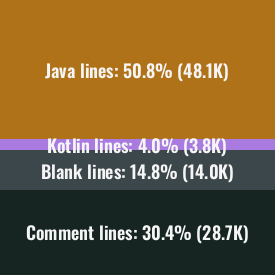 Java lines: 50.8% (48.1K)
Kotlin lines: 4.0% (3.8K)
Blank lines: 14.8% (14.0K)
Comment lines: 30.4% (28.7K)